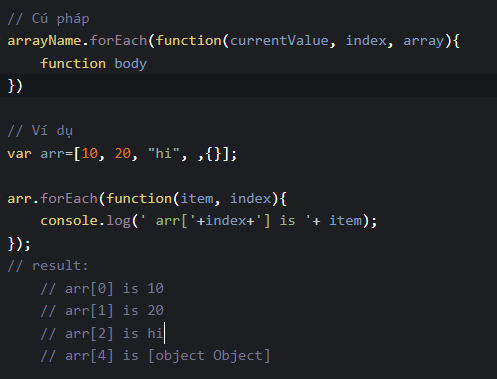 // Cú pháp
arrayName.forEach(function(currentValue, index, array){
    function body
})

// Ví dụ
var arr=[10, 20, "hi", ,{}];

arr.forEach(function(item, index){
    console.log(' arr['+index+'] is '+ item);
});
// result:
    // arr[0] is 10
    // arr[1] is 20
    // arr[2] is hi
    // arr[4] is [object Object]